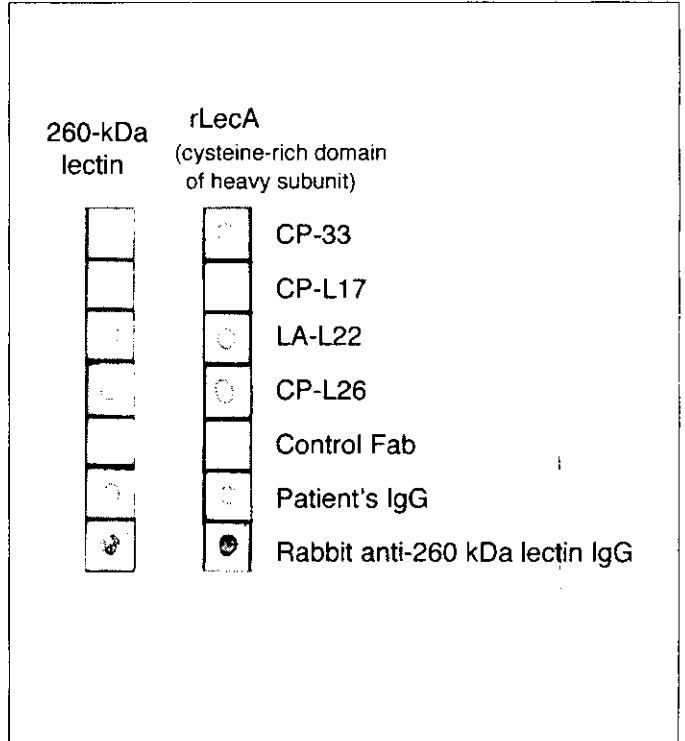 260-kDa
lectin
rLecA
(cysteine-rich domain
of heavy subunit)
CP-33
CP-L17
LA-L22
CP-L26
Control Fab
Patient's IgG
Rabbit anti-260 kDa lectin IgG